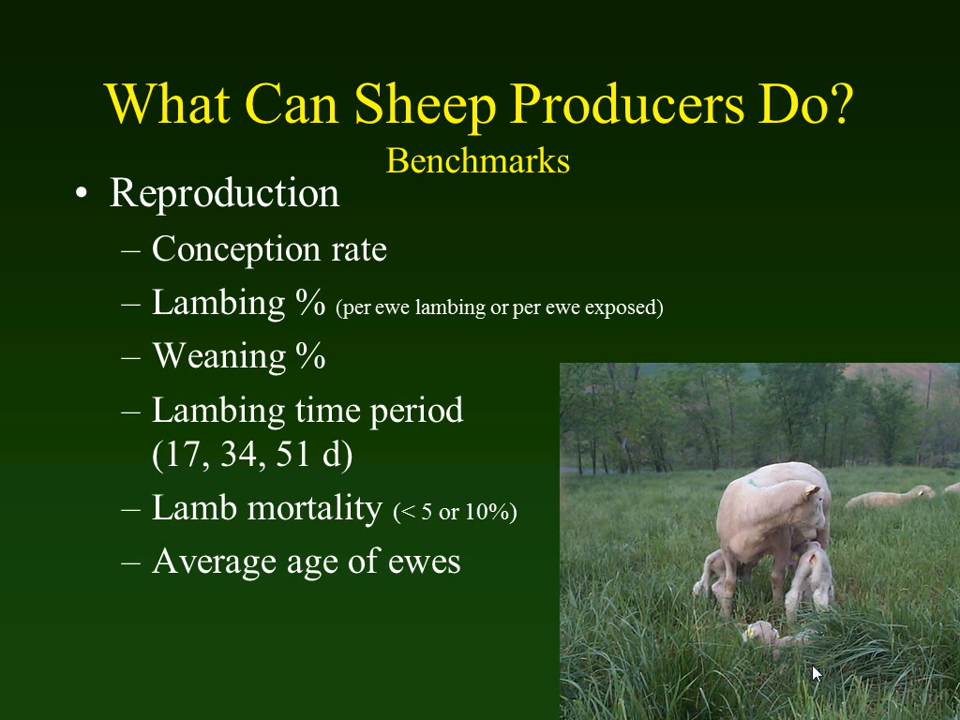 What Can Sheep Producers Do?
Benchmarks
• Reproduction
– Conception rate
– Lambing % (per ewe lambing or per ewe exposed)
– Weaning %
– Lambing time period
(17, 34, 51 d)
– Lamb mortality (< 5 or 10%)
– Average age of ewes